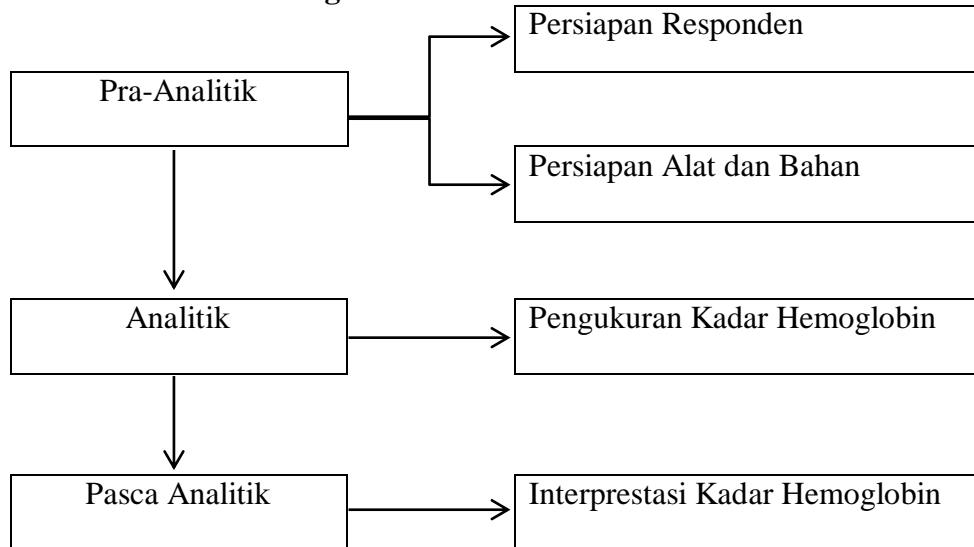 Persiapan Responden
Pra-Analitik
Persiapan Alat dan Bahan
Analitik
Pengukuran Kadar Hemoglobin
Pasca Analitik
Interprestasi Kadar Hemoglobin